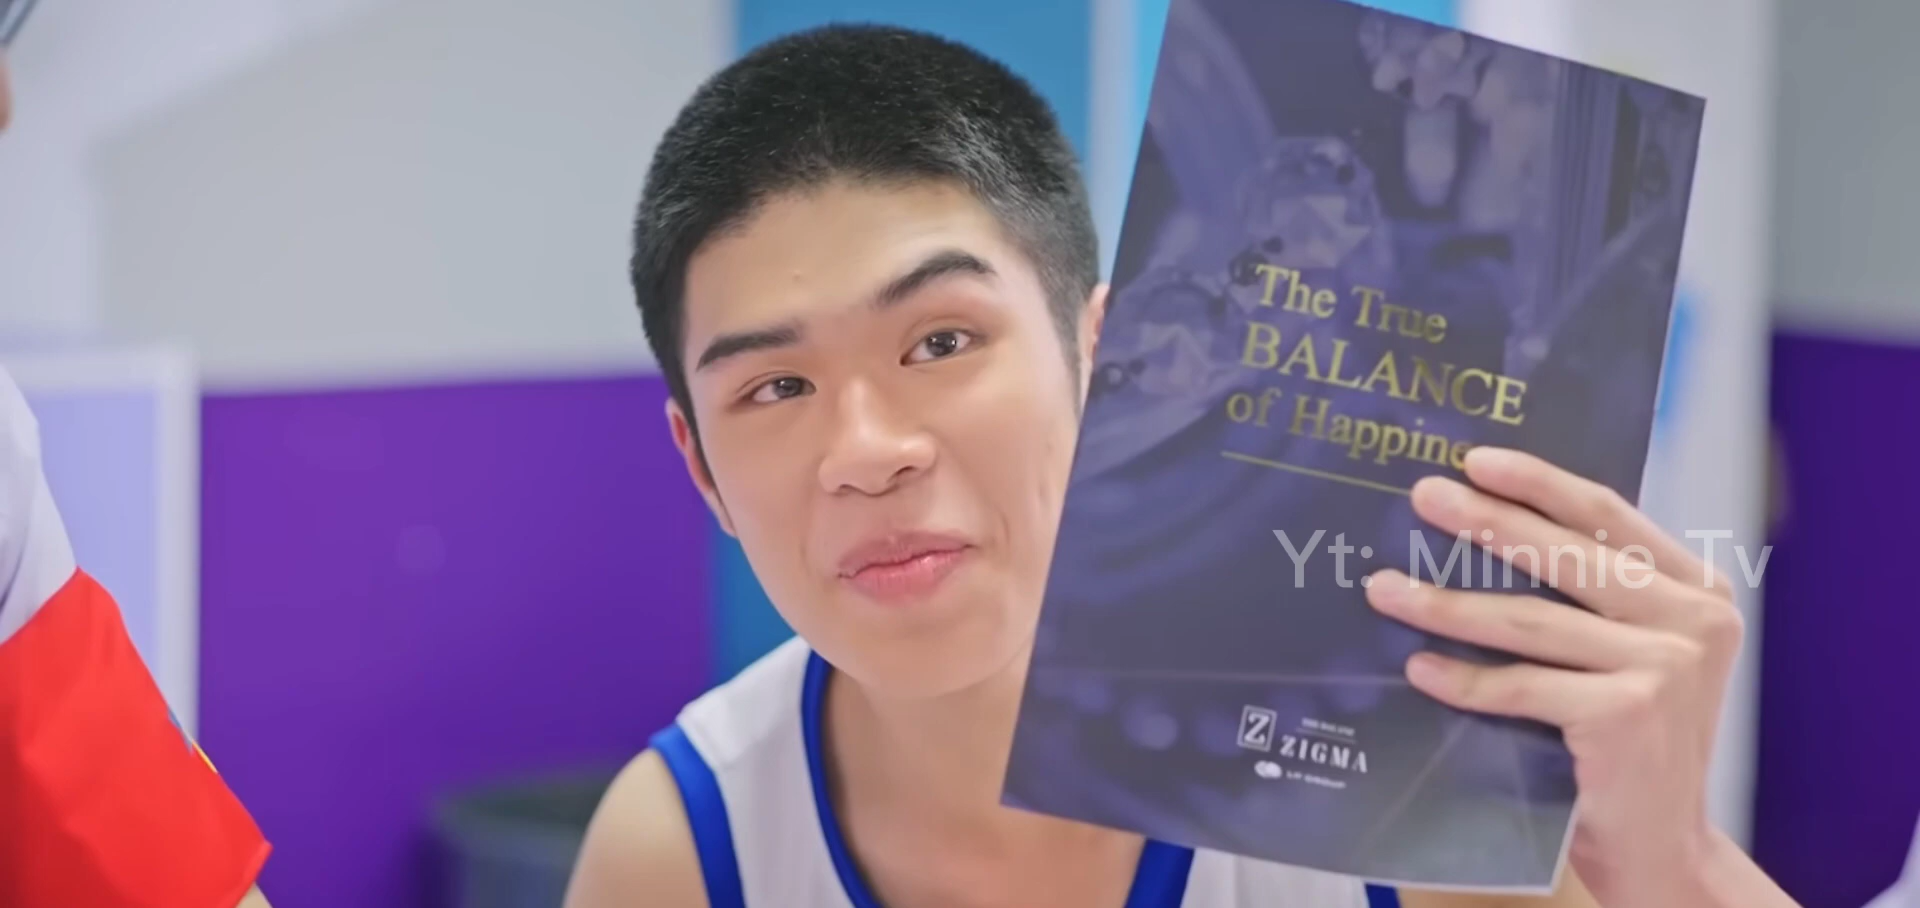 The True
BALANCE
of Happine
Yt: Minnie Tv
Z ZIGMA